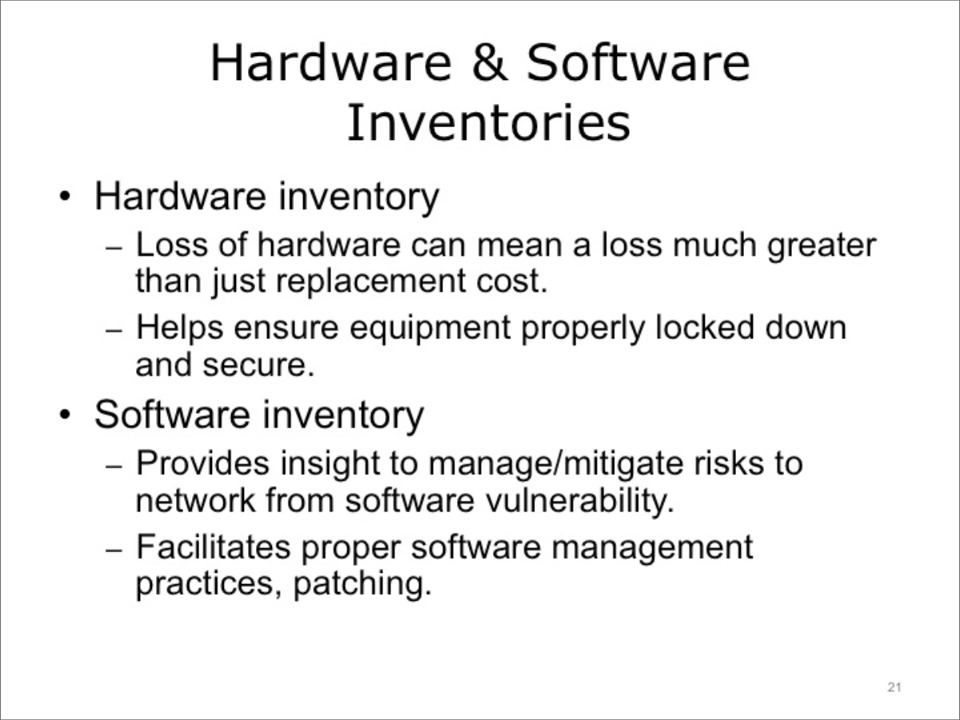 Hardware & Software
Inventories
• Hardware inventory
– Loss of hardware can mean a loss much greater
than just replacement cost.
– Helps ensure equipment properly locked down
and secure.
• Software inventory
– Provides insight to manage/mitigate risks to
network from software vulnerability.
– Facilitates proper software management
practices, patching.
21